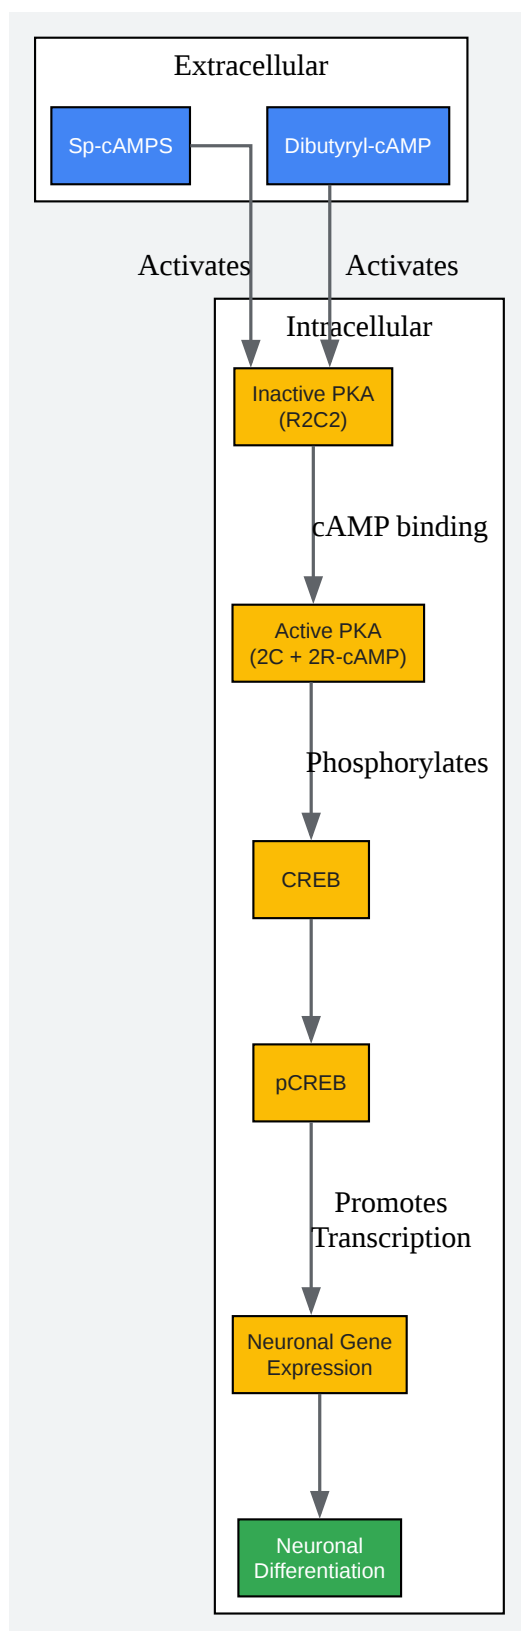 Extracellular
Sp-cAMPS
Dibutyryl-cAMP
Activates
Activates
Intracellular
Inactive PKA
(R2C2)
cAMP binding
Active PKA
(2C + 2R-cAMP)
Phosphorylates
CREB
pCREB
Promotes
Transcription
Neuronal Gene
Expression
Neuronal
Differentiation